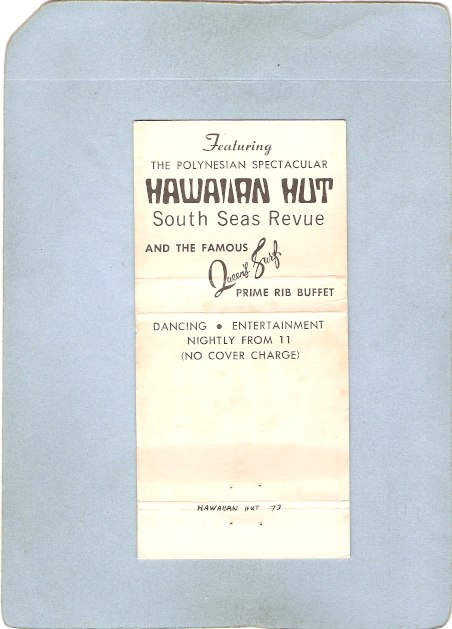 Featuring
THE POLYNESIAN SPECTACULAR
HAWAIIAN HUT
South Seas Revue
AND THE FAMOUS
Queen's Surf
PRIME RIB BUFFET
DANCING • ENTERTAINMENT
NIGHTLY FROM 11
(NO COVER CHARGE)
HAWAIIAN HUT 73